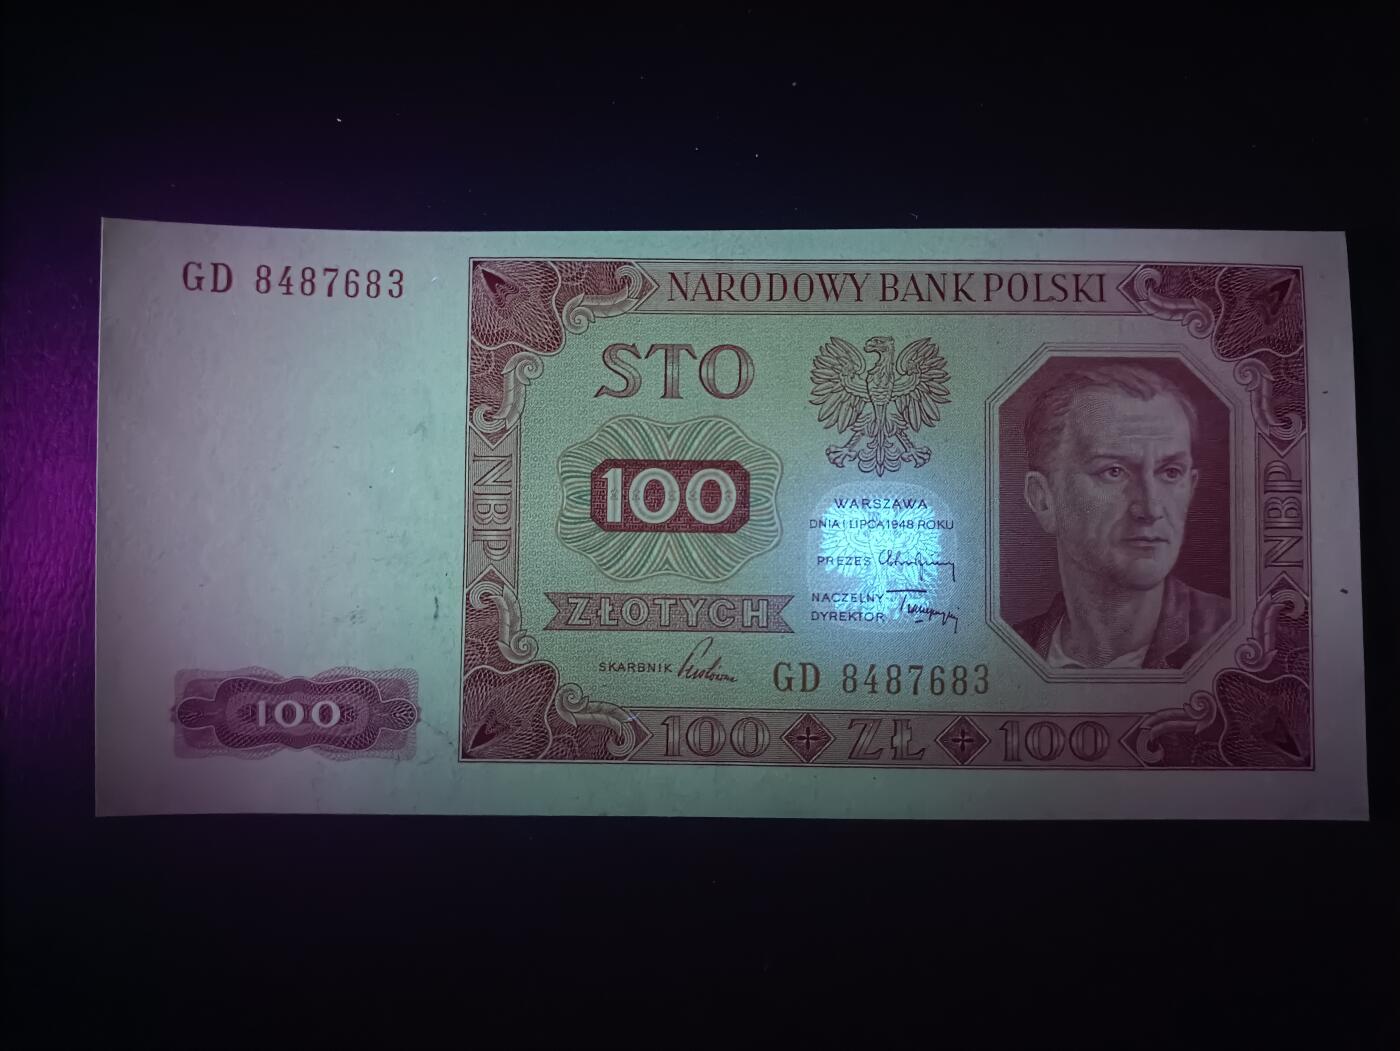 GD 8487683
NARODOWY BANK POLSKI
STO
100
ZŁOTYCH
WARSZAWA
DNIA 1 LIPCA 1948 ROKU
PREZES
NACZELNY
DYREKTOR
SKARBNIK
GD 8487683
NBP
NBP
100
100 ZŁ 100